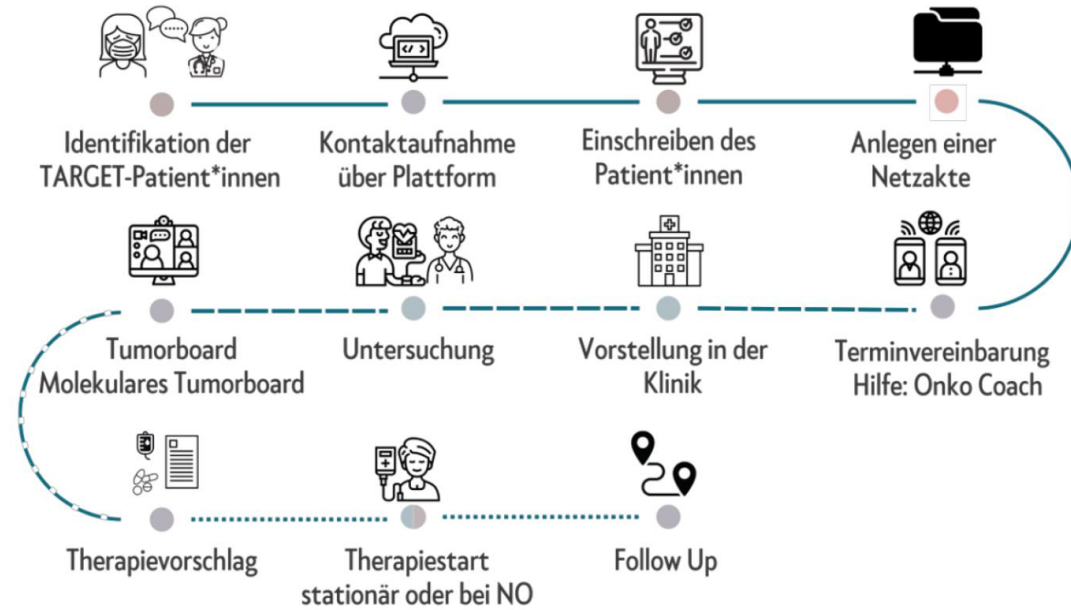 Identifikation der
TARGET-Patient*innen
Kontaktaufnahme
über Plattform
Einschreiben des
Patient*innen
Anlegen einer
Netzakte
Terminvereinbarung
Hilfe: Onko Coach
Vorstellung in der
Klinik
Untersuchung
Tumorboard
Molekulares Tumorboard
Therapievorschlag
Therapiestart
stationär oder bei NO
Follow Up